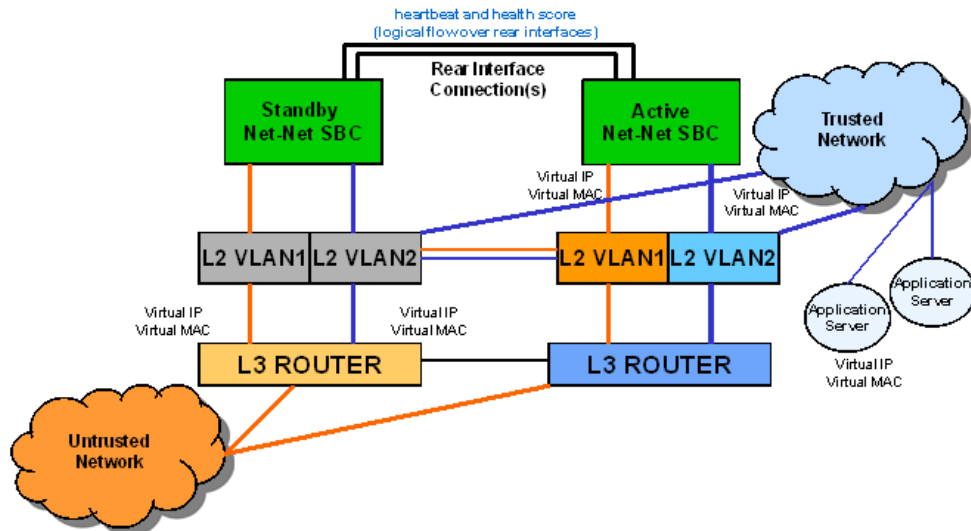 heartbeat and health score
(logical flow over rear interfaces)
Rear Interface
Connection(s)
Standby
Net-Net SBC
Active
Net-Net SBC
Trusted
Network
Virtual IP
Virtual MAC
Virtual IP
Virtual MAC
L2 VLAN1
L2 VLAN2
L2 VLAN1
L2 VLAN2
Application
Server
Application
Server
Virtual IP
Virtual MAC
Virtual IP
Virtual MAC
L3 ROUTER
L3 ROUTER
Virtual IP
Virtual MAC
Untrusted
Network